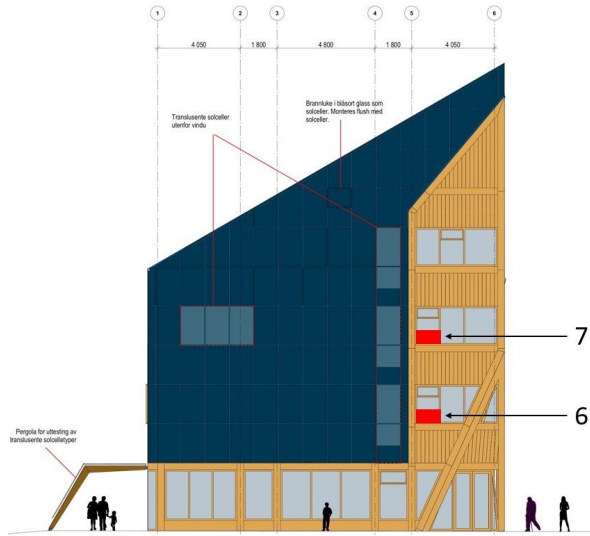 1 2 3 4 5 6
4 050 1 800 4 800 1 800 4 050
Translusente solceller
utenfor vindu
Brannluke i blåsort glass som
solceller. Monteres flush med
solceller.
7
6
Pergola for uttesting av
translusente solcelletyper